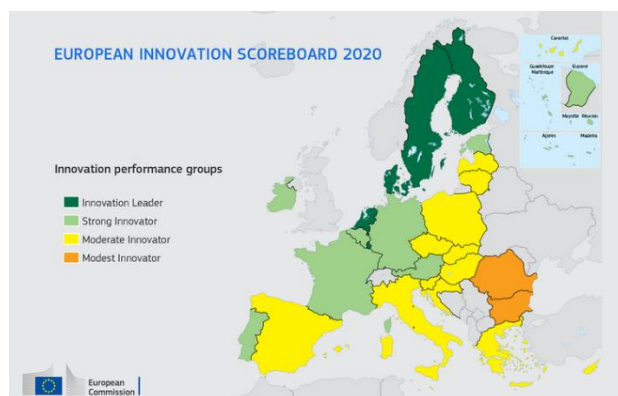 EUROPEAN INNOVATION SCOREBOARD 2020
Canarias
Guadeloupe
Martinique
Guyane
Mayotte Réunion
Açores
Madeira
Innovation performance groups
Innovation Leader
Strong Innovator
Moderate Innovator
Modest Innovator
European
Commission